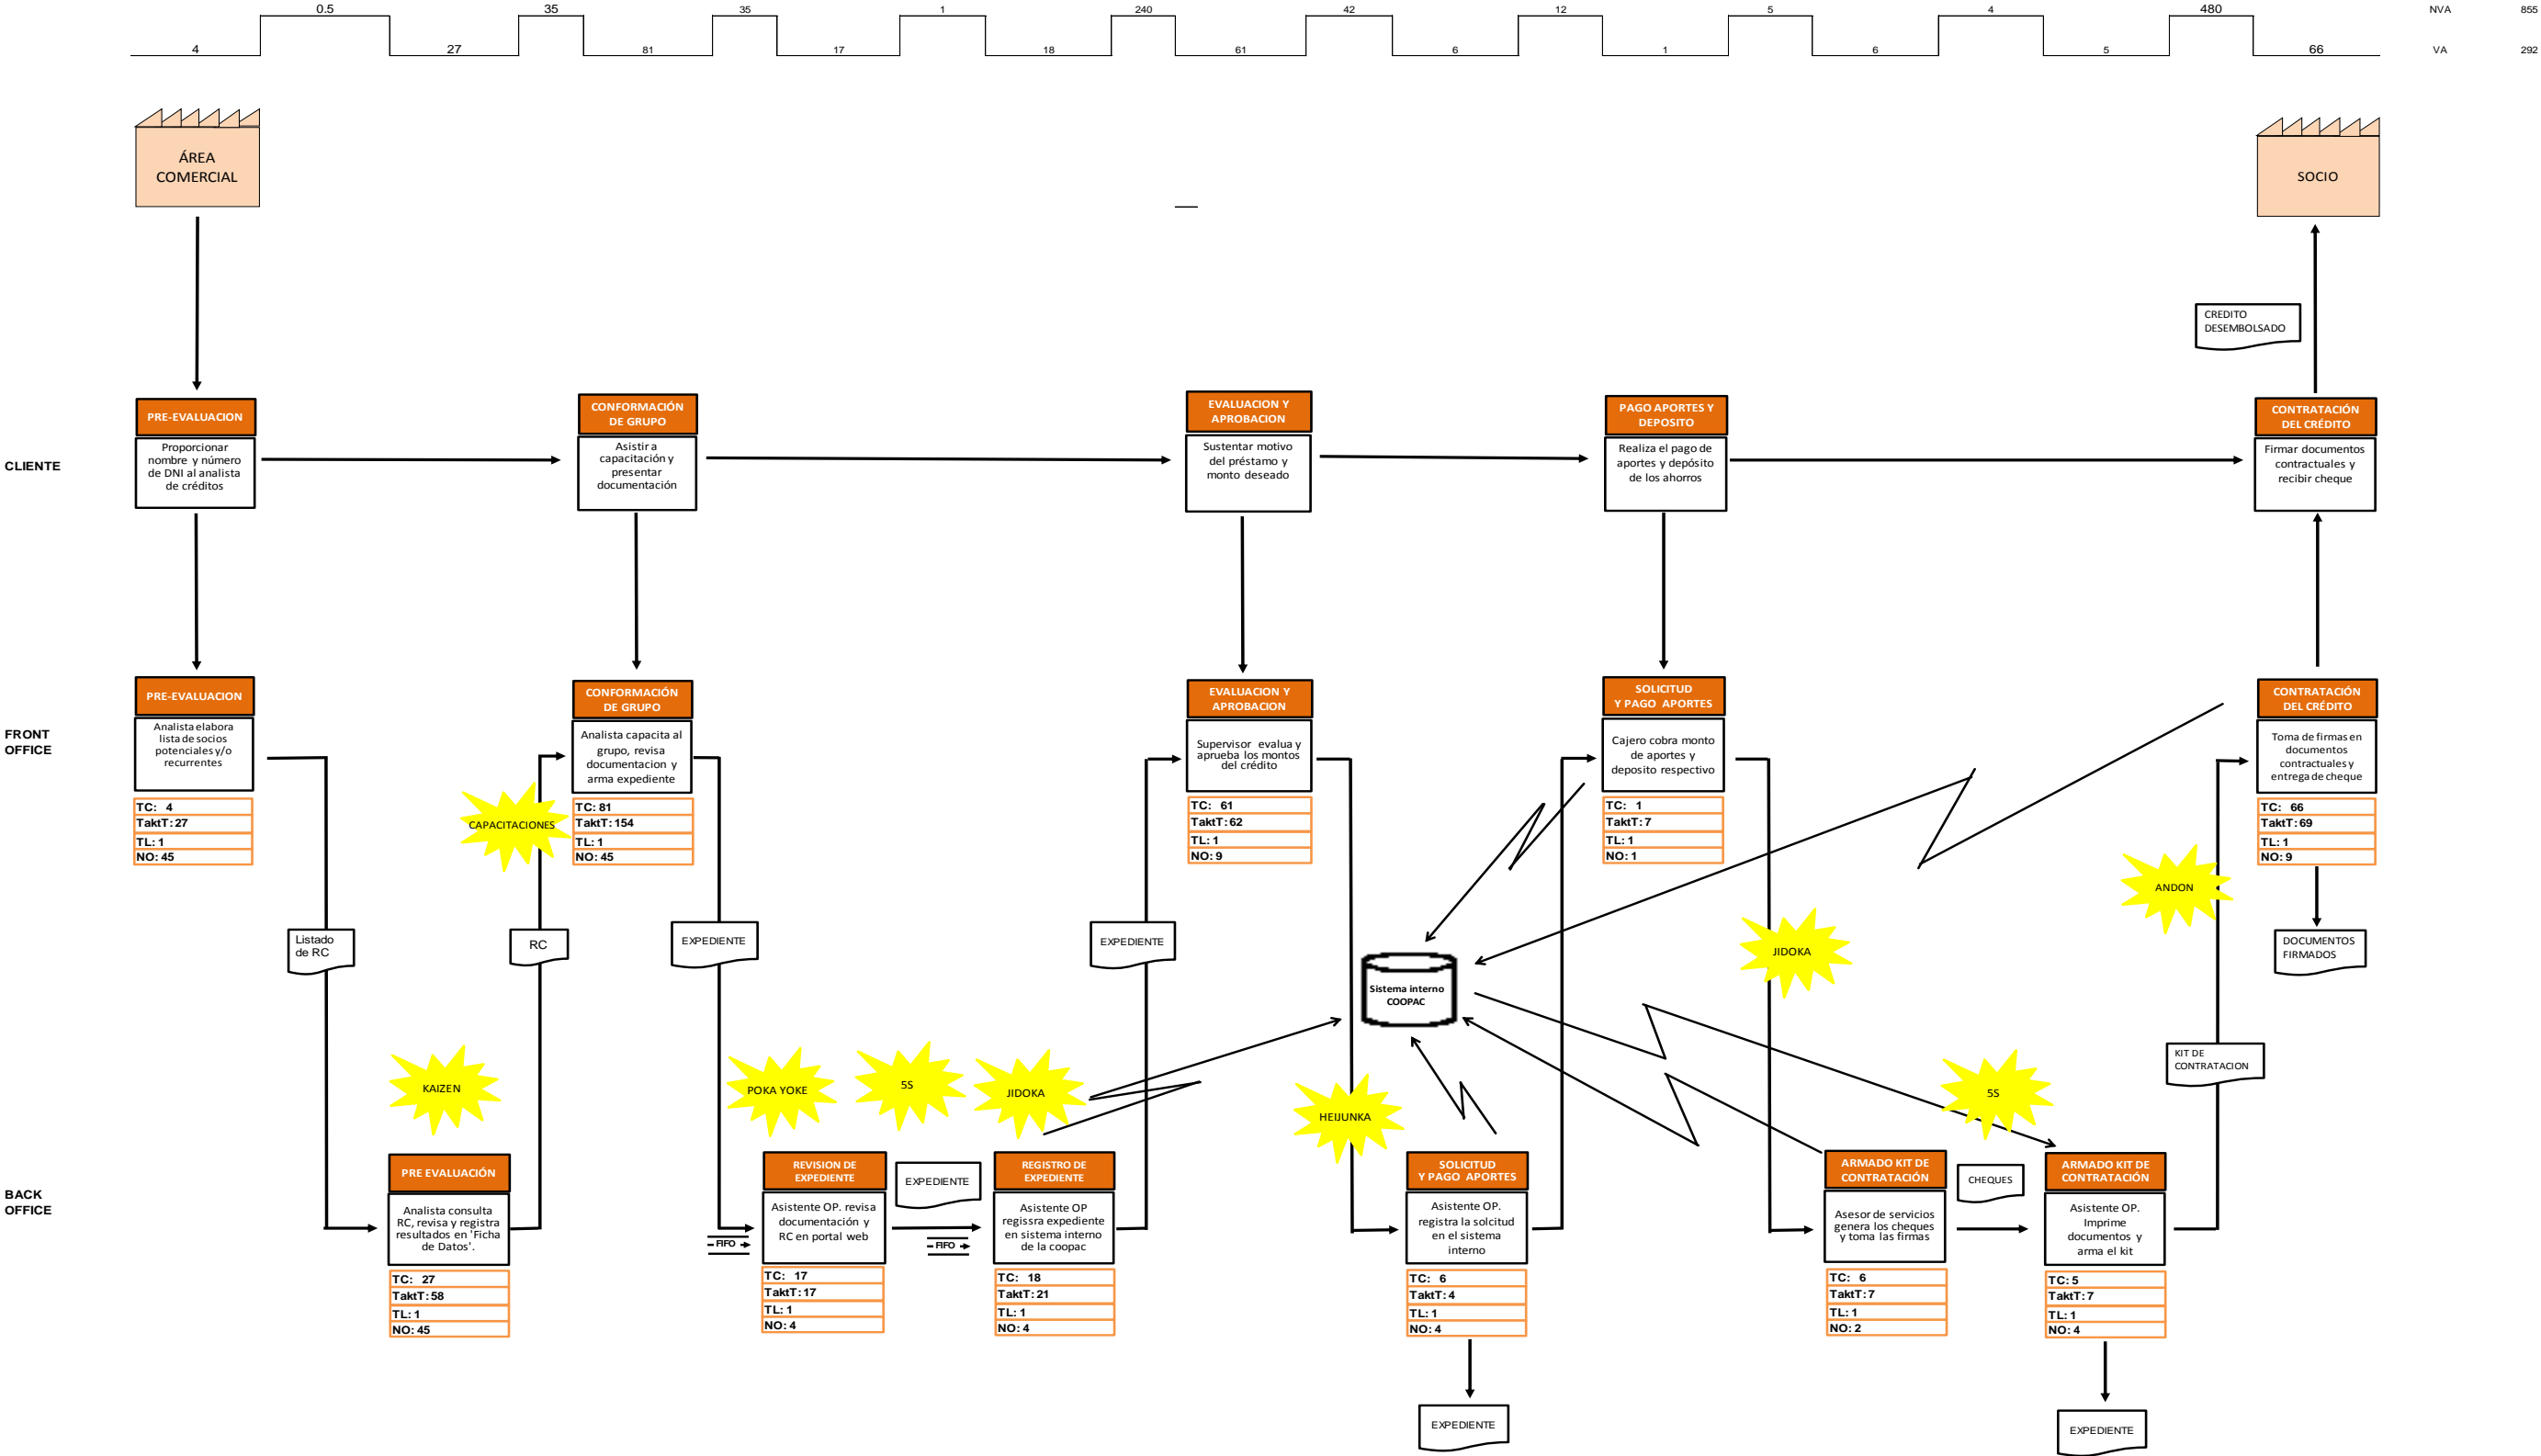 0.5
35
35
1
240
42
12
5
4
480
NVA
855
4
27
81
17
18
61
6
1
6
5
66
VA
292
ÁREA
COMERCIAL
SOCIO
CREDITO
DESEMBOLSADO
CLIENTE
PRE-EVALUACION
Proporcionar
nombre y número
de DNI al analista
de créditos
CONFORMACIÓN
DE GRUPO
Asistir a
capacitación y
presentar
documentación
EVALUACION Y
APROBACION
Sustentar motivo
del préstamo y
monto deseado
PAGO APORTES Y
DEPOSITO
Realiza el pago de
aportes y depósito
de los ahorros
CONTRATACIÓN
DEL CRÉDITO
Firmar documentos
contractuales y
recibir cheque
FRONT
OFFICE
PRE-EVALUACION
Analista elabora
lista de socios
potenciales y/o
recurrentes
TC: 4
TaktT: 27
TL: 1
NO: 45
CAPACITACIONES
CONFORMACIÓN
DE GRUPO
Analista capacita al
grupo, revisa
documentacion y
arma expediente
TC: 81
TaktT: 154
TL: 1
NO: 45
EVALUACION Y
APROBACION
Supervisor evalua y
aprueba los montos
del crédito
TC: 61
TaktT: 62
TL: 1
NO: 9
SOLICITUD
Y PAGO APORTES
Cajero cobra monto
de aportes y
deposito respectivo
TC: 1
TaktT: 7
TL: 1
NO: 1
CONTRATACIÓN
DEL CRÉDITO
Toma de firmas en
documentos
contractuales y
entrega de cheque
TC: 66
TaktT: 69
TL: 1
NO: 9
ANDON
Listado
de RC
RC
EXPEDIENTE
EXPEDIENTE
Sistema interno
COOPAC
JIDOKA
DOCUMENTOS
FIRMADOS
KIT DE
CONTRATACION
KAIZEN
POKA YOKE
5S
JIDOKA
HEIJUNKA
5S
BACK
OFFICE
PRE EVALUACIÓN
Analista consulta
RC, revisa y registra
resultados en 'Ficha
de Datos'.
TC: 27
TaktT: 58
TL: 1
NO: 45
FIFO
REVISION DE
EXPEDIENTE
Asistente OP. revisa
documentación y
RC en portal web
TC: 17
TaktT: 17
TL: 1
NO: 4
EXPEDIENTE
FIFO
REGISTRO DE
EXPEDIENTE
Asistente OP
regissra expediente
en sistema interno
de la coopac
TC: 18
TaktT: 21
TL: 1
NO: 4
SOLICITUD
Y PAGO APORTES
Asistente OP.
registra la solcitud
en el sistema
interno
TC: 6
TaktT: 4
TL: 1
NO: 4
EXPEDIENTE
ARMADO KIT DE
CONTRATACIÓN
Asesor de servicios
genera los cheques
y toma las firmas
TC: 6
TaktT: 7
TL: 1
NO: 2
CHEQUES
ARMADO KIT DE
CONTRATACIÓN
Asistente OP.
Imprime
documentos y
arma el kit
TC: 5
TaktT: 7
TL: 1
NO: 4
EXPEDIENTE